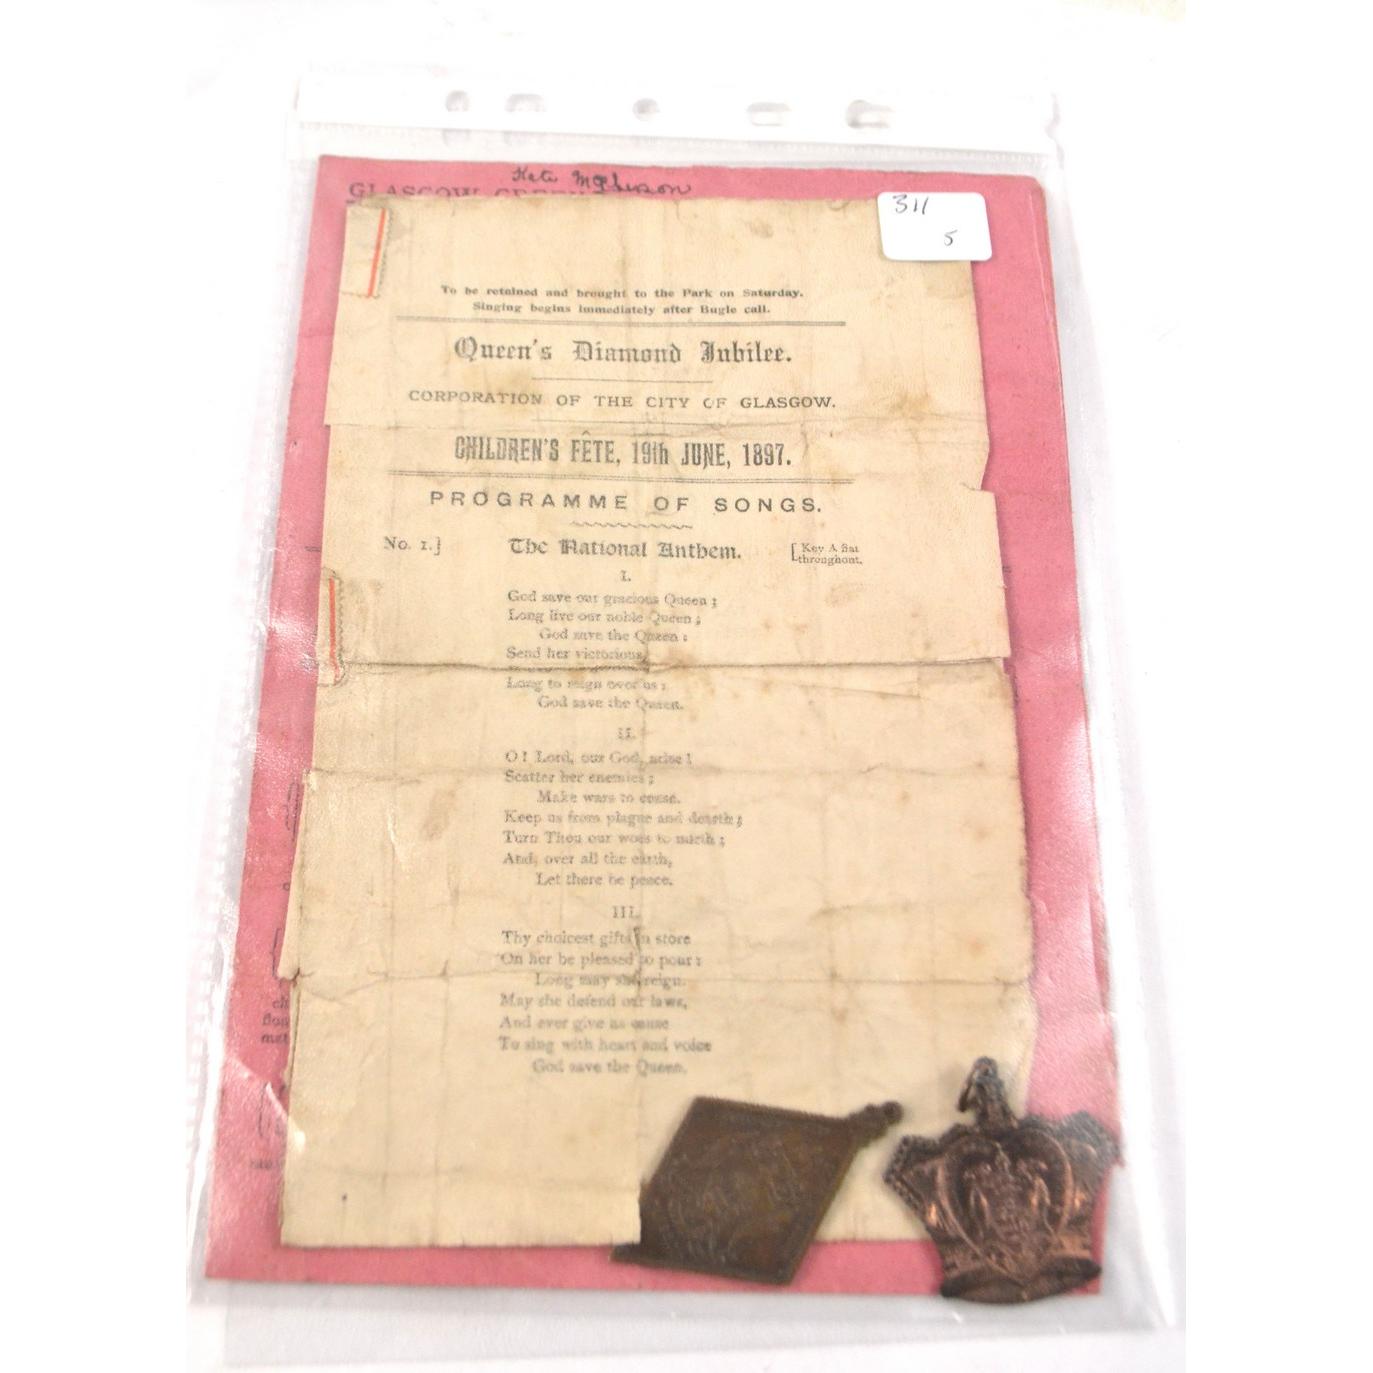 Kate McPherson
GLASGOW GREEN
311
5
To be retained and brought to the Park on Saturday.
Singing begins immediately after Bugle call.
Queen's Diamond Jubilee.
CORPORATION OF THE CITY OF GLASGOW.
CHILDREN'S FÊTE, 19th JUNE, 1897.
PROGRAMME OF SONGS.
No. 1.] The National Anthem. [Key A flat
throughout.
I.
God save our gracious Queen;
Long live our noble Queen;
God save the Queen:
Send her victorious,
Long to reign over us;
God save the Queen.
II.
O! Lord, our God, arise!
Scatter her enemies;
Make wars to cease.
Keep us from plague and dearth;
Turn Thou our woes to mirth;
And, over all the earth,
Let there be peace.
III.
Thy choicest gifts in store
On her be pleased to pour;
Long may she reign.
May she defend our laws,
And ever give us cause
To sing with heart and voice
God save the Queen.